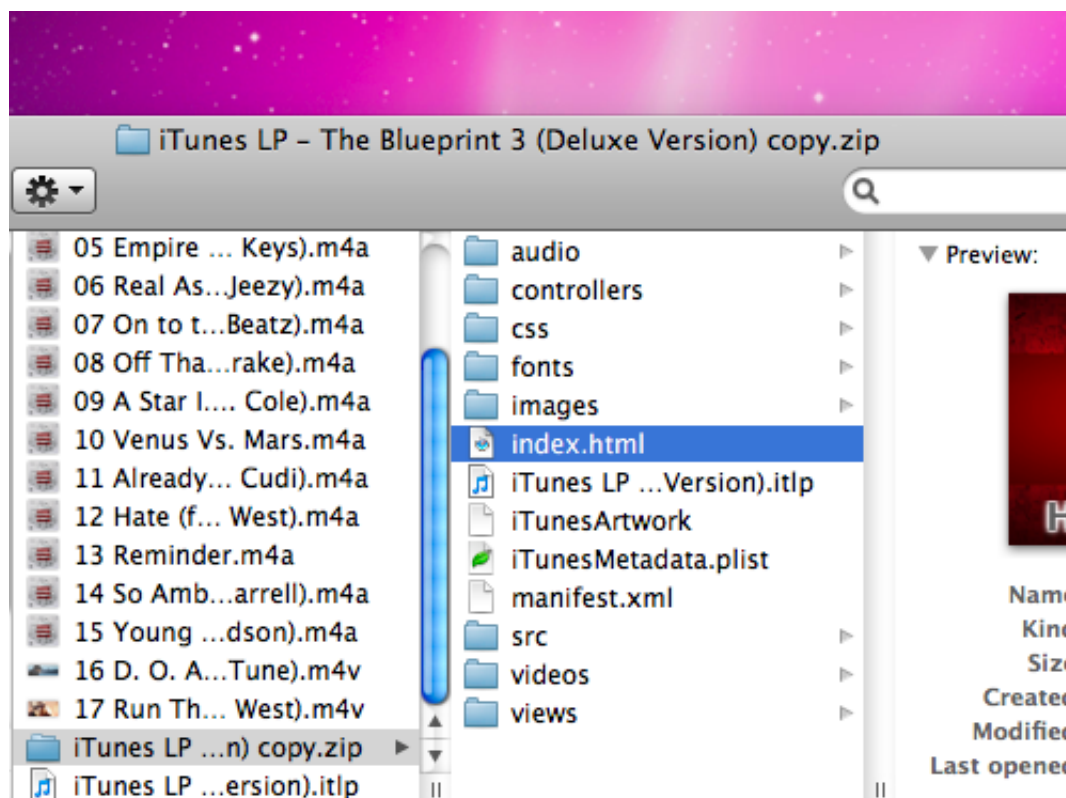 iTunes LP – The Blueprint 3 (Deluxe Version) copy.zip
05 Empire … Keys).m4a
06 Real As…Jeezy).m4a
07 On to t…Beatz).m4a
08 Off Tha…rake).m4a
09 A Star I…. Cole).m4a
10 Venus Vs. Mars.m4a
11 Already… Cudi).m4a
12 Hate (f… West).m4a
13 Reminder.m4a
14 So Amb…arrell).m4a
15 Young …dson).m4a
16 D. O. A…Tune).m4v
17 Run Th… West).m4v
iTunes LP …n) copy.zip
iTunes LP …ersion).itlp
audio
controllers
css
fonts
images
index.html
iTunes LP …Version).itlp
iTunesArtwork
iTunesMetadata.plist
manifest.xml
src
videos
views
Preview:
H
Name
Kind
Size
Created
Modified
Last opened